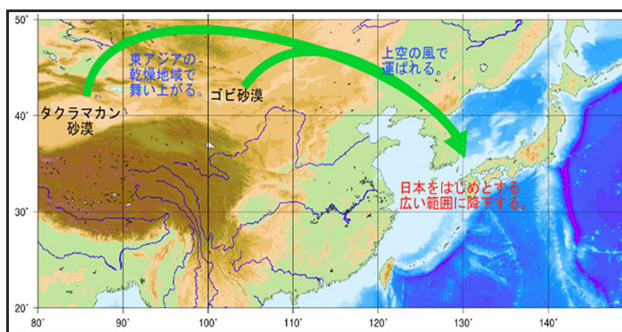 50˚
40˚
30˚
20˚
80˚
90˚
100˚
110˚
120˚
130˚
140˚
東アジアの
乾燥地域で
舞い上がる。
上空の風で
運ばれる。
タクラマカン
砂漠
ゴビ砂漠
日本をはじめとする
広い範囲に降下する。